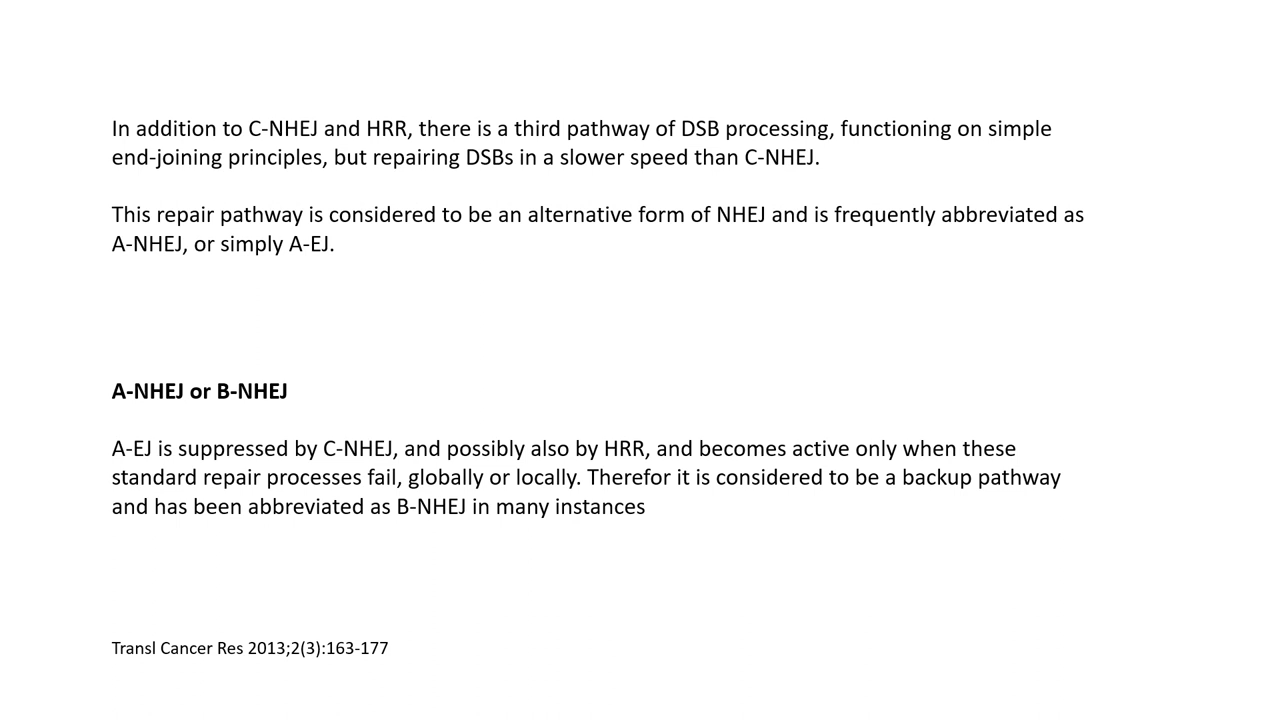 In addition to C-NHEJ and HRR, there is a third pathway of DSB processing, functioning on simple
end-joining principles, but repairing DSBs in a slower speed than C-NHEJ.
This repair pathway is considered to be an alternative form of NHEJ and is frequently abbreviated as
A-NHEJ, or simply A-EJ.
A-NHEJ or B-NHEJ
A-EJ is suppressed by C-NHEJ, and possibly also by HRR, and becomes active only when these
standard repair processes fail, globally or locally. Therefor it is considered to be a backup pathway
and has been abbreviated as B-NHEJ in many instances
Transl Cancer Res 2013;2(3):163-177